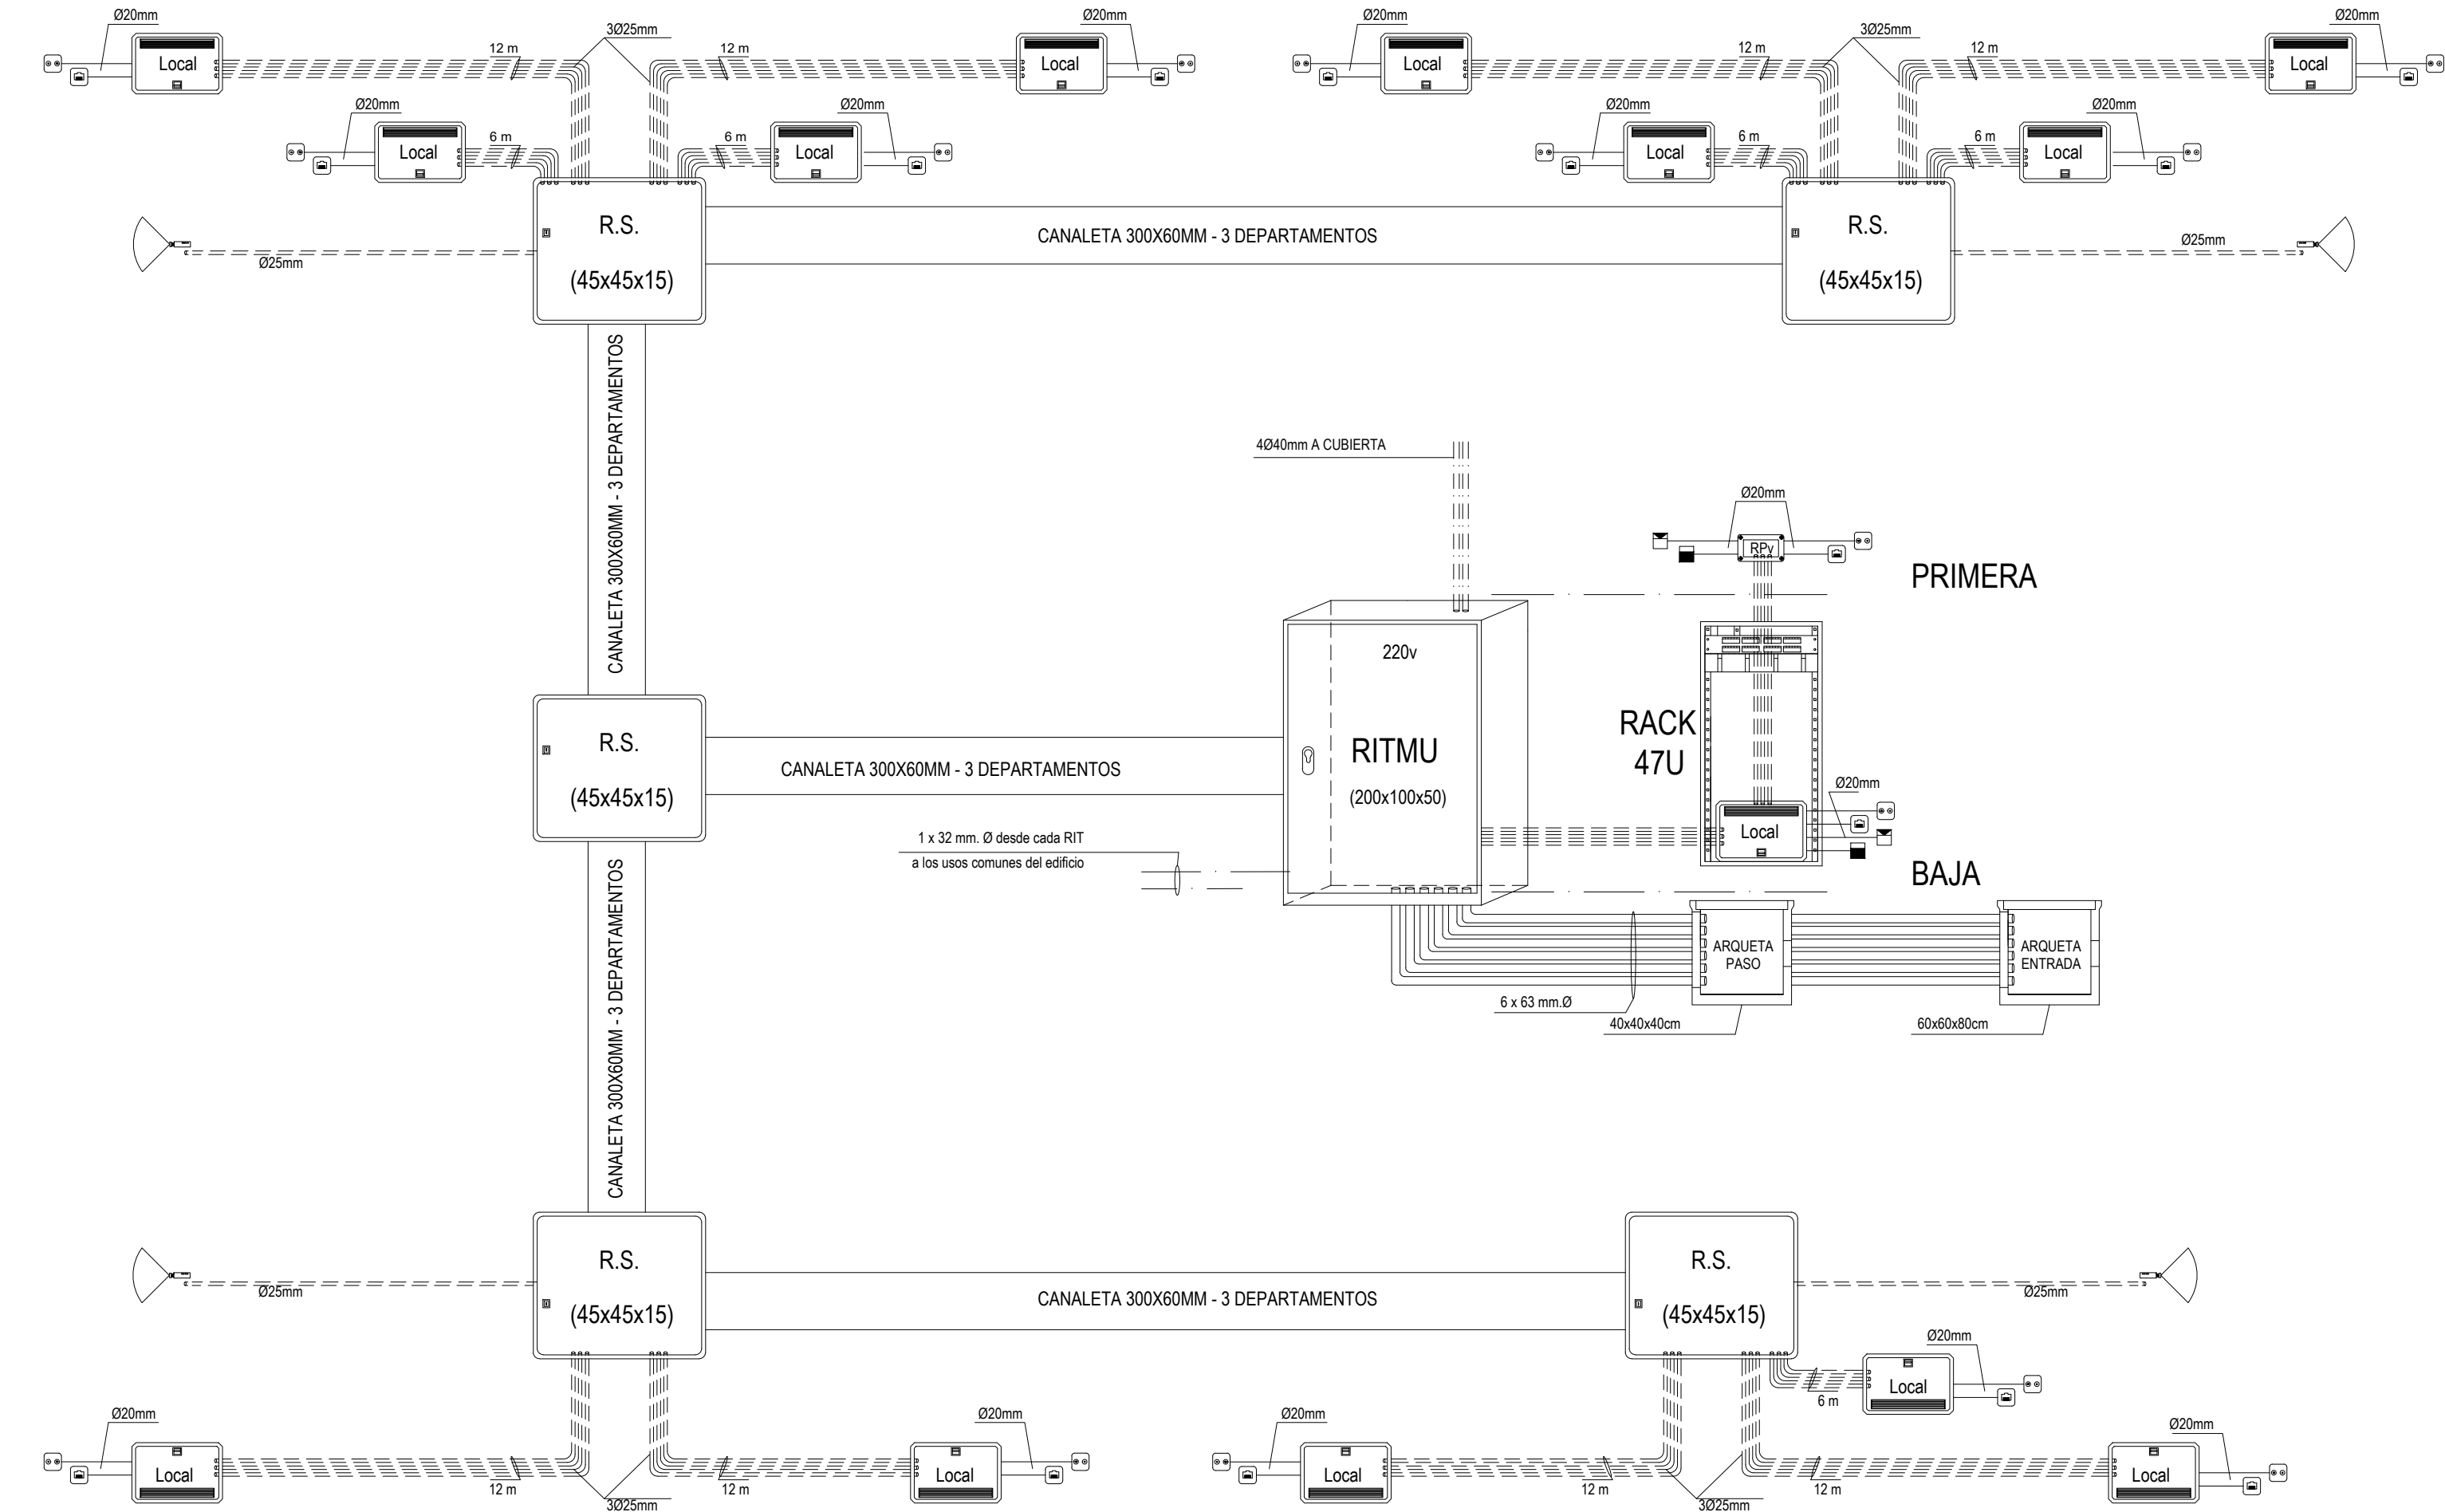 Ø20mm
3Ø25mm
Ø20mm
Ø20mm
3Ø25mm
Ø20mm
Local
12 m
12 m
Local
Local
12 m
12 m
Local
Ø20mm
Ø20mm
Ø20mm
Ø20mm
Local
6 m
6 m
Local
Local
6 m
6 m
Local
R.S.
(45x45x15)
CANALETA 300X60MM - 3 DEPARTAMENTOS
R.S.
(45x45x15)
Ø25mm
Ø25mm
CANALETA 300X60MM - 3 DEPARTAMENTOS
4Ø40mm A CUBIERTA
Ø20mm
RPv
PRIMERA
220v
RITMU
(200x100x50)
RACK
47U
R.S.
(45x45x15)
CANALETA 300X60MM - 3 DEPARTAMENTOS
Ø20mm
Local
BAJA
1 x 32 mm. Ø desde cada RIT
a los usos comunes del edificio
CANALETA 300X60MM - 3 DEPARTAMENTOS
ARQUETA
PASO
ARQUETA
ENTRADA
6 x 63 mm.Ø
40x40x40cm
60x60x80cm
R.S.
(45x45x15)
CANALETA 300X60MM - 3 DEPARTAMENTOS
R.S.
(45x45x15)
Ø25mm
Ø25mm
Ø20mm
Local
6 m
Ø20mm
Ø20mm
Ø20mm
Ø20mm
Local
12 m
12 m
Local
Local
12 m
12 m
Local
3Ø25mm
3Ø25mm